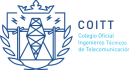 COITT
Colegio Oficial
Ingenieros Técnicos
de Telecomunicación